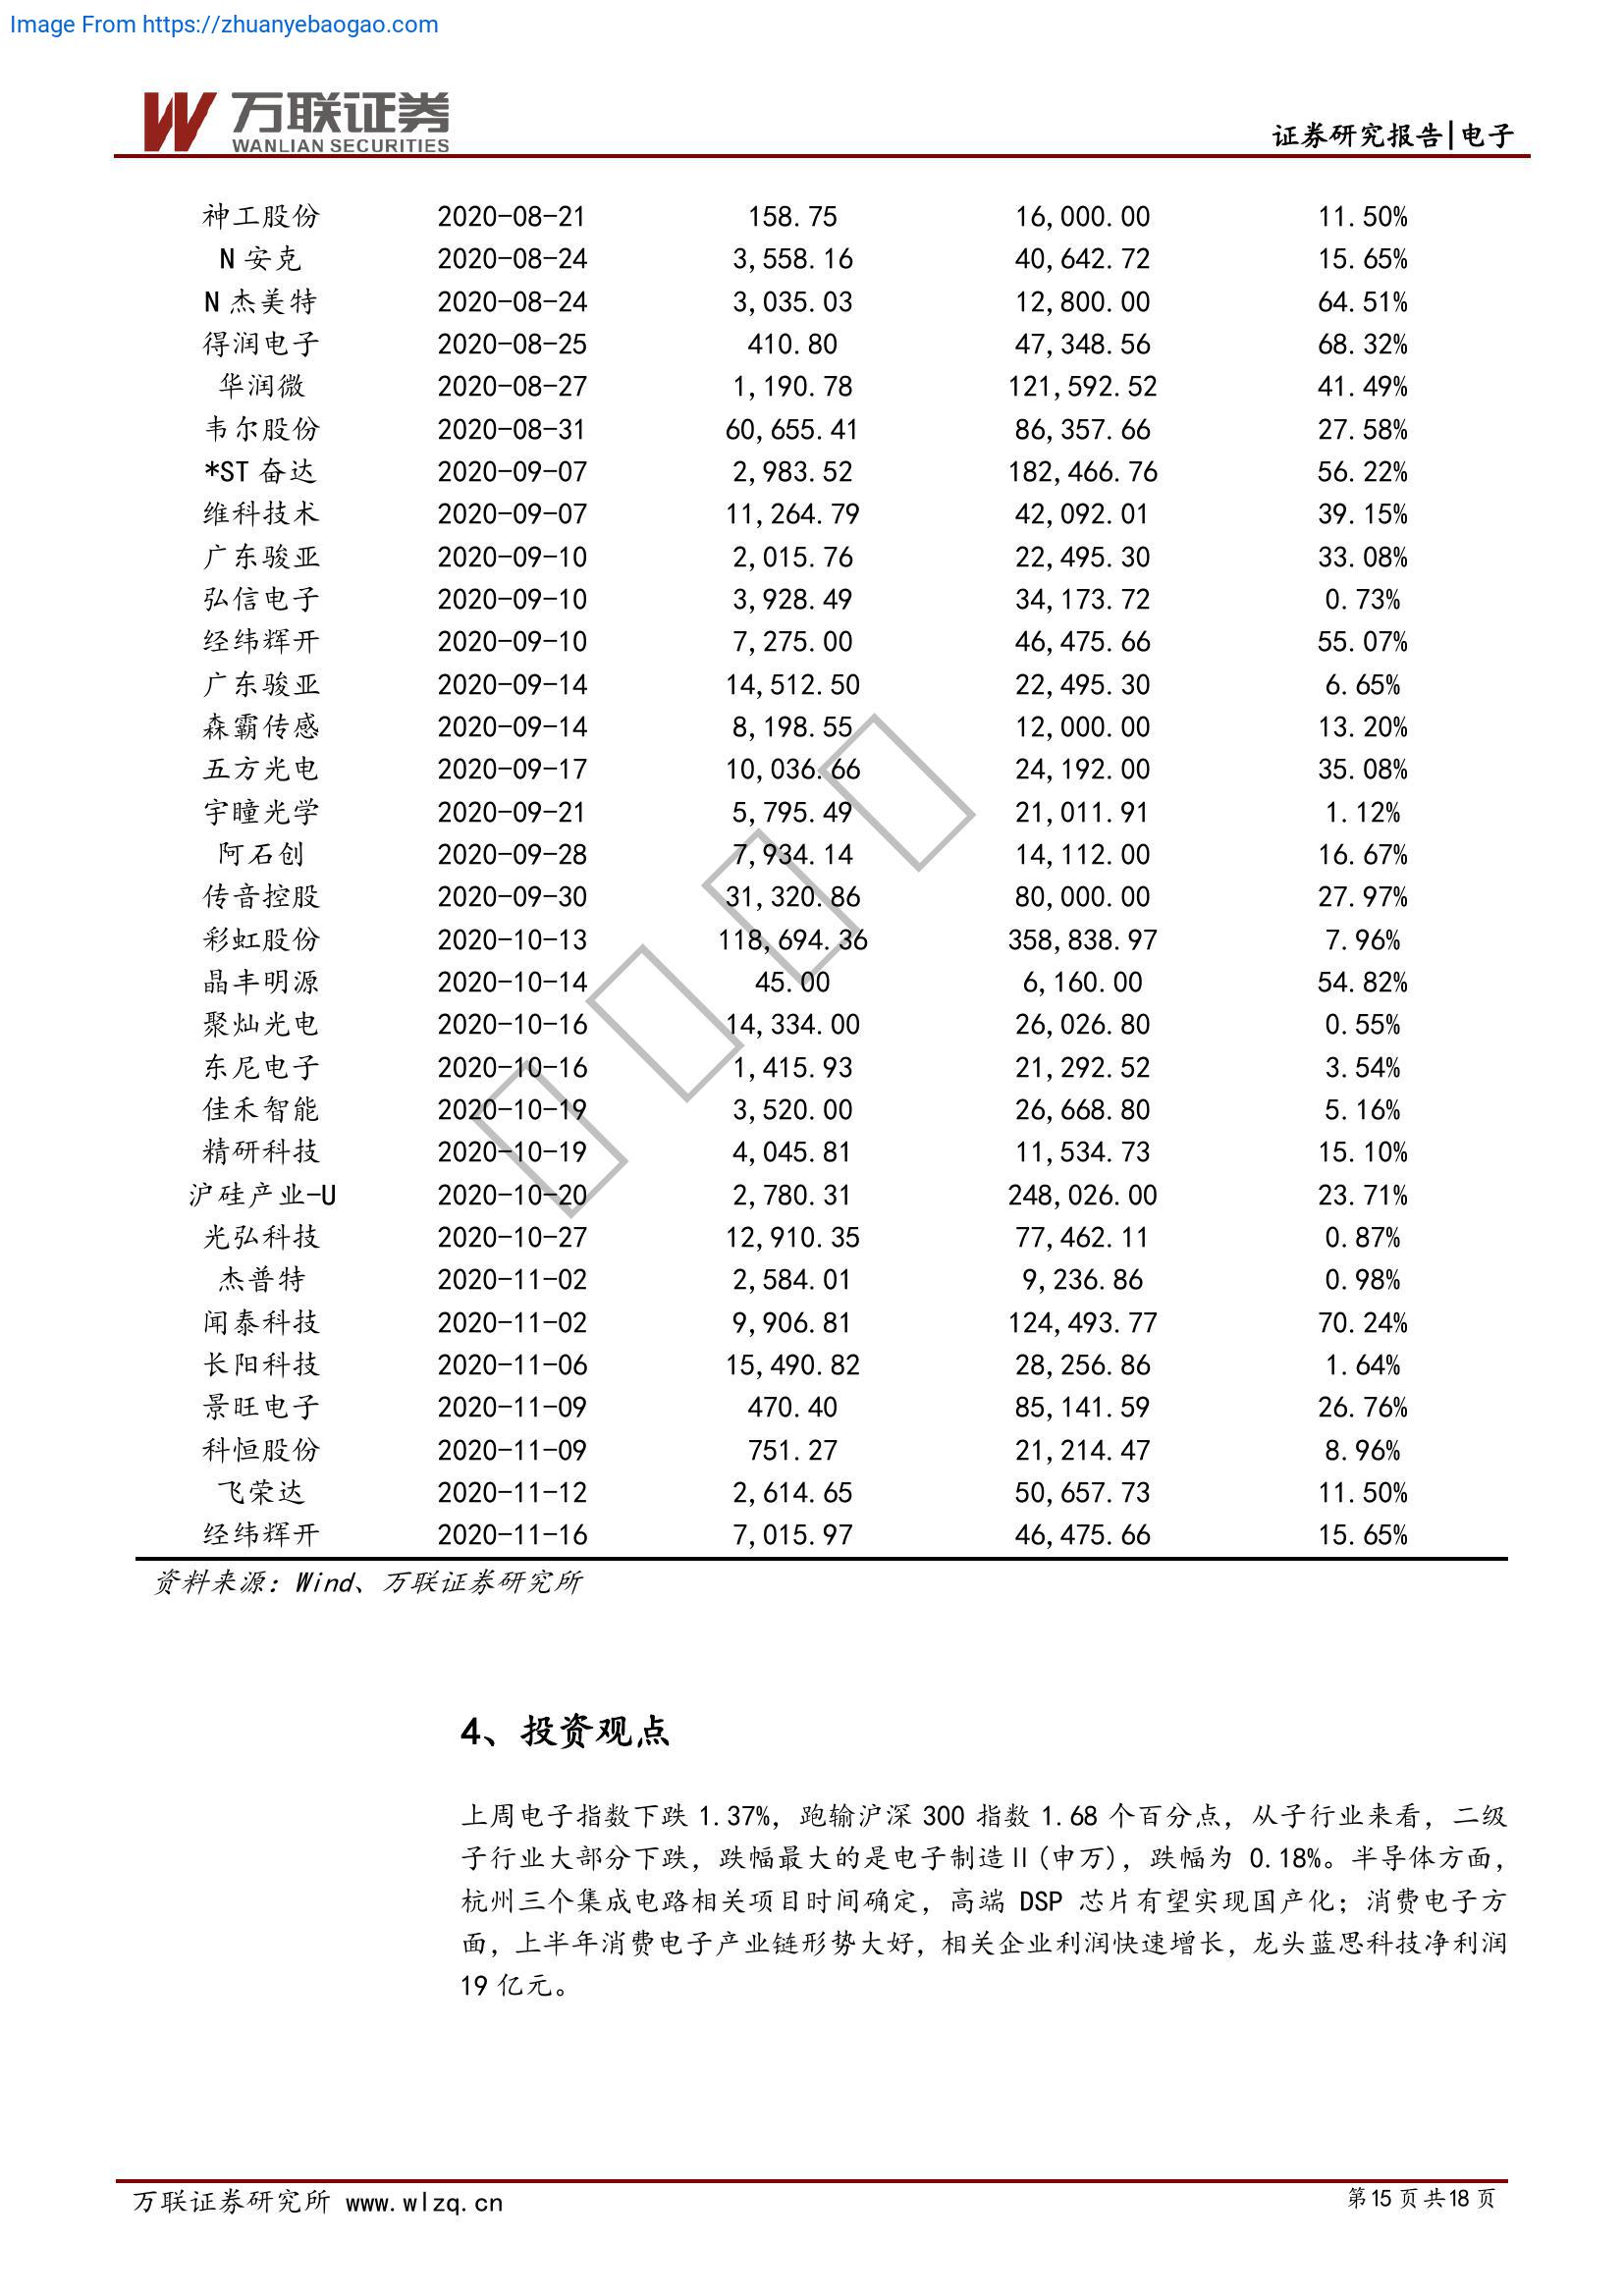 Image From https://zhuanyebaogao.com
万联证券
WANLIAN SECURITIES
证券研究报告|电子
神工股份 2020-08-21 158.75 16,000.00 11.50%
N 安克 2020-08-24 3,558.16 40,642.72 15.65%
N 杰美特 2020-08-24 3,035.03 12,800.00 64.51%
得润电子 2020-08-25 410.80 47,348.56 68.32%
华润微 2020-08-27 1,190.78 121,592.52 41.49%
韦尔股份 2020-08-31 60,655.41 86,357.66 27.58%
*ST 奋达 2020-09-07 2,983.52 182,466.76 56.22%
维科技术 2020-09-07 11,264.79 42,092.01 39.15%
广东骏亚 2020-09-10 2,015.76 22,495.30 33.08%
弘信电子 2020-09-10 3,928.49 34,173.72 0.73%
经纬辉开 2020-09-10 7,275.00 46,475.66 55.07%
广东骏亚 2020-09-14 14,512.50 22,495.30 6.65%
森霸传感 2020-09-14 8,198.55 12,000.00 13.20%
五方光电 2020-09-17 10,036.66 24,192.00 35.08%
宇瞳光学 2020-09-21 5,795.49 21,011.91 1.12%
阿石创 2020-09-28 7,934.14 14,112.00 16.67%
传音控股 2020-09-30 31,320.86 80,000.00 27.97%
彩虹股份 2020-10-13 118,694.36 358,838.97 7.96%
晶丰明源 2020-10-14 45.00 6,160.00 54.82%
聚灿光电 2020-10-16 14,334.00 26,026.80 0.55%
东尼电子 2020-10-16 1,415.93 21,292.52 3.54%
佳禾智能 2020-10-19 3,520.00 26,668.80 5.16%
精研科技 2020-10-19 4,045.81 11,534.73 15.10%
沪硅产业-U 2020-10-20 2,780.31 248,026.00 23.71%
光弘科技 2020-10-27 12,910.35 77,462.11 0.87%
杰普特 2020-11-02 2,584.01 9,236.86 0.98%
闻泰科技 2020-11-02 9,906.81 124,493.77 70.24%
长阳科技 2020-11-06 15,490.82 28,256.86 1.64%
景旺电子 2020-11-09 470.40 85,141.59 26.76%
科恒股份 2020-11-09 751.27 21,214.47 8.96%
飞荣达 2020-11-12 2,614.65 50,657.73 11.50%
经纬辉开 2020-11-16 7,015.97 46,475.66 15.65%
资料来源：Wind、万联证券研究所
4、投资观点
上周电子指数下跌 1.37%，跑输沪深 300 指数 1.68 个百分点，从子行业来看，二级
子行业大部分下跌，跌幅最大的是电子制造Ⅱ(申万)，跌幅为 0.18%。半导体方面，
杭州三个集成电路相关项目时间确定，高端 DSP 芯片有望实现国产化；消费电子方
面，上半年消费电子产业链形势大好，相关企业利润快速增长，龙头蓝思科技净利润
19 亿元。
万联证券研究所 www.wlzq.cn
第 15 页 共 18 页